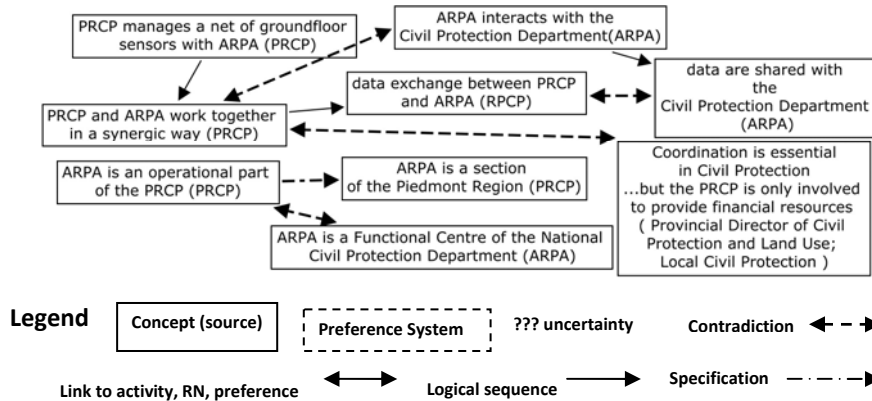 PRCP manages a net of groundfloor
sensors with ARPA (PRCP)
ARPA interacts with the
Civil Protection Department(ARPA)
data exchange between PRCP
and ARPA (RPCP)
data are shared with
the
Civil Protection Department
(ARPA)
PRCP and ARPA work together
in a synergic way (PRCP)
ARPA is an operational part
of the PRCP (PRCP)
ARPA is a section
of the Piedmont Region (PRCP)
Coordination is essential
in Civil Protection
...but the PRCP is only involved
to provide financial resources
( Provincial Director of Civil
Protection and Land Use;
Local Civil Protection )
ARPA is a Functional Centre of the National
Civil Protection Department (ARPA)
Legend
Concept (source)
Preference System
??? uncertainty
Contradiction
Link to activity, RN, preference
Logical sequence
Specification